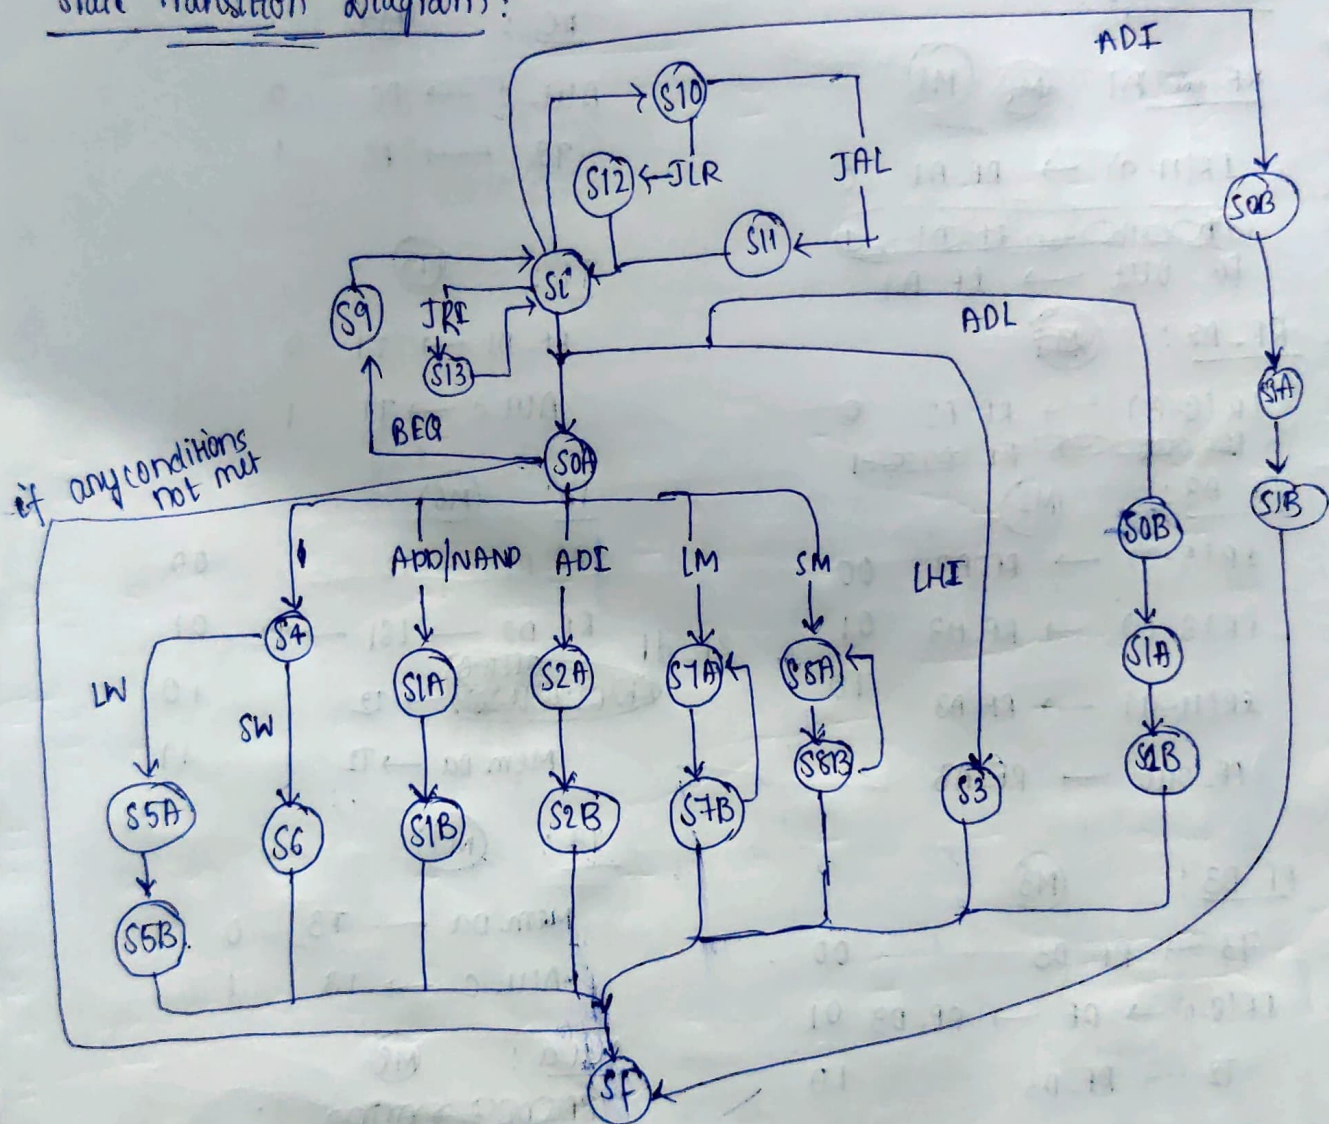 State Transition Diagram:
ADI
S10
S12
JLR
JAL
S11
S0B
Si
S9
JRI
S13
ADL
S1A
BEQ
S0A
if any conditions
not met
S1B
ADD/NAND
ADI
LM
SM
LHI
S0B
S4
LW
SW
S1A
S2A
S7A
S8A
S1A
S8B
S1B
S5A
S6
S1B
S2B
S7B
S3
S5B
Sf